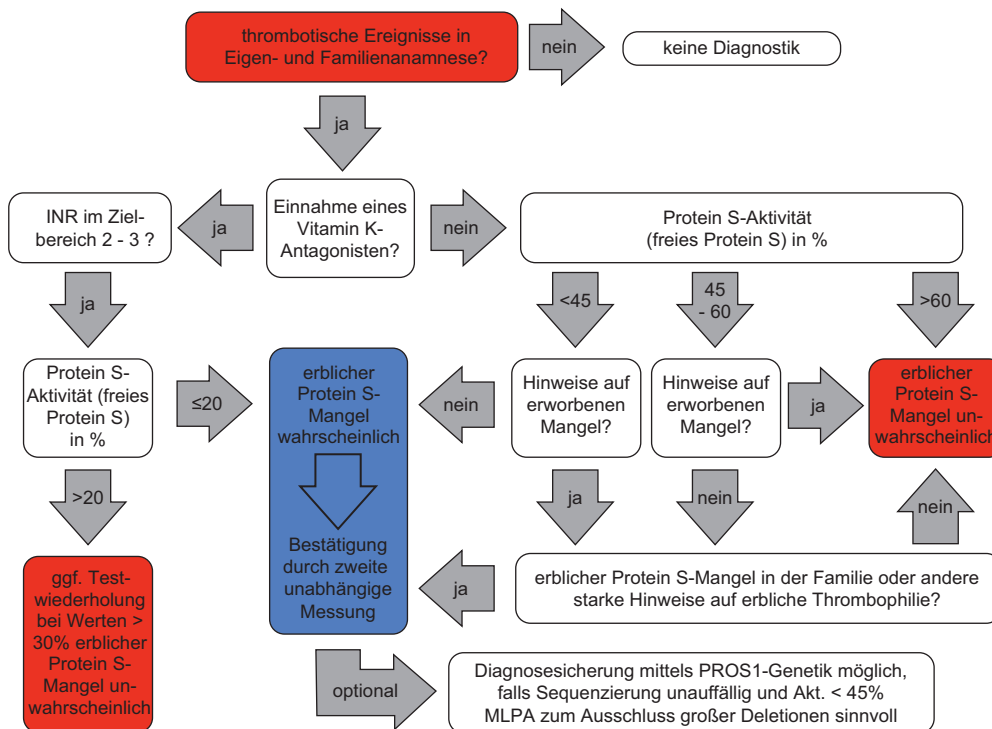 thrombotische Ereignisse in
Eigen- und Familienanamnese?
nein
keine Diagnostik
ja
INR im Ziel-
bereich 2 - 3 ?
ja
Einnahme eines
Vitamin K-
Antagonisten?
nein
Protein S-Aktivität
(freies Protein S) in %
ja
<45
45
- 60
>60
Protein S-
Aktivität (freies
Protein S)
in %
≤20
erblicher
Protein S-
Mangel
wahrscheinlich
nein
Hinweise auf
erworbenen
Mangel?
Hinweise auf
erworbenen
Mangel?
ja
erblicher
Protein S-
Mangel un-
wahrscheinlich
>20
ja
nein
nein
Bestätigung
durch zweite
unabhängige
Messung
ja
erblicher Protein S-Mangel in der Familie oder andere
starke Hinweise auf erbliche Thrombophilie?
ggf. Test-
wiederholung
bei Werten >
30% erblicher
Protein S-
Mangel un-
wahrscheinlich
optional
Diagnosesicherung mittels PROS1-Genetik möglich,
falls Sequenzierung unauffällig und Akt. < 45%
MLPA zum Ausschluss großer Deletionen sinnvoll